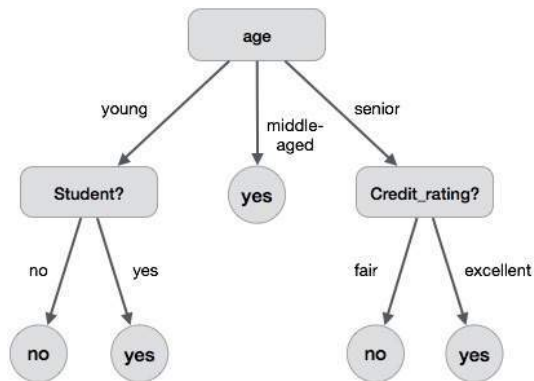 age
young
middle-
aged
senior
Student?
yes
Credit_rating?
no
yes
fair
excellent
no
yes
no
yes